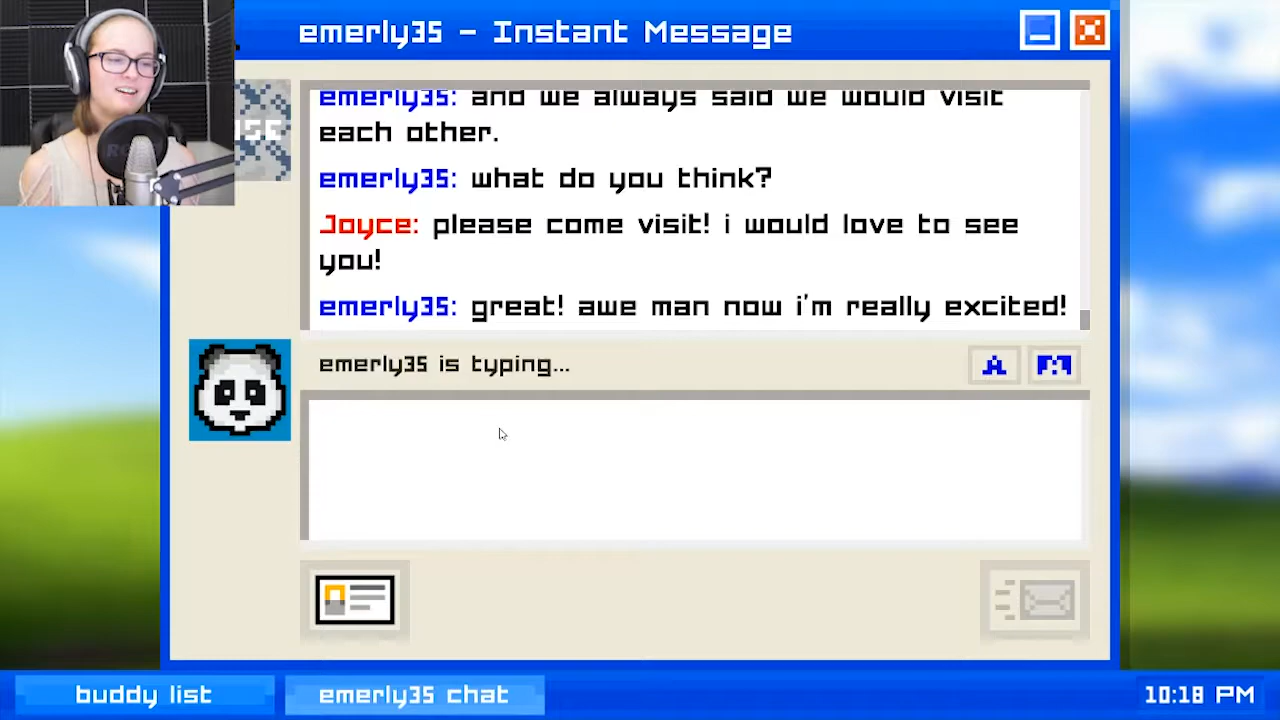 emerly35 - Instant Message
emerly35: and we always said we would visit
each other.
emerly35: what do you think?
Joyce: please come visit! i would love to see
you!
emerly35: great! awe man now i'm really excited!
emerly35 is typing...
A
buddy list
emerly35 chat
10:18 PM